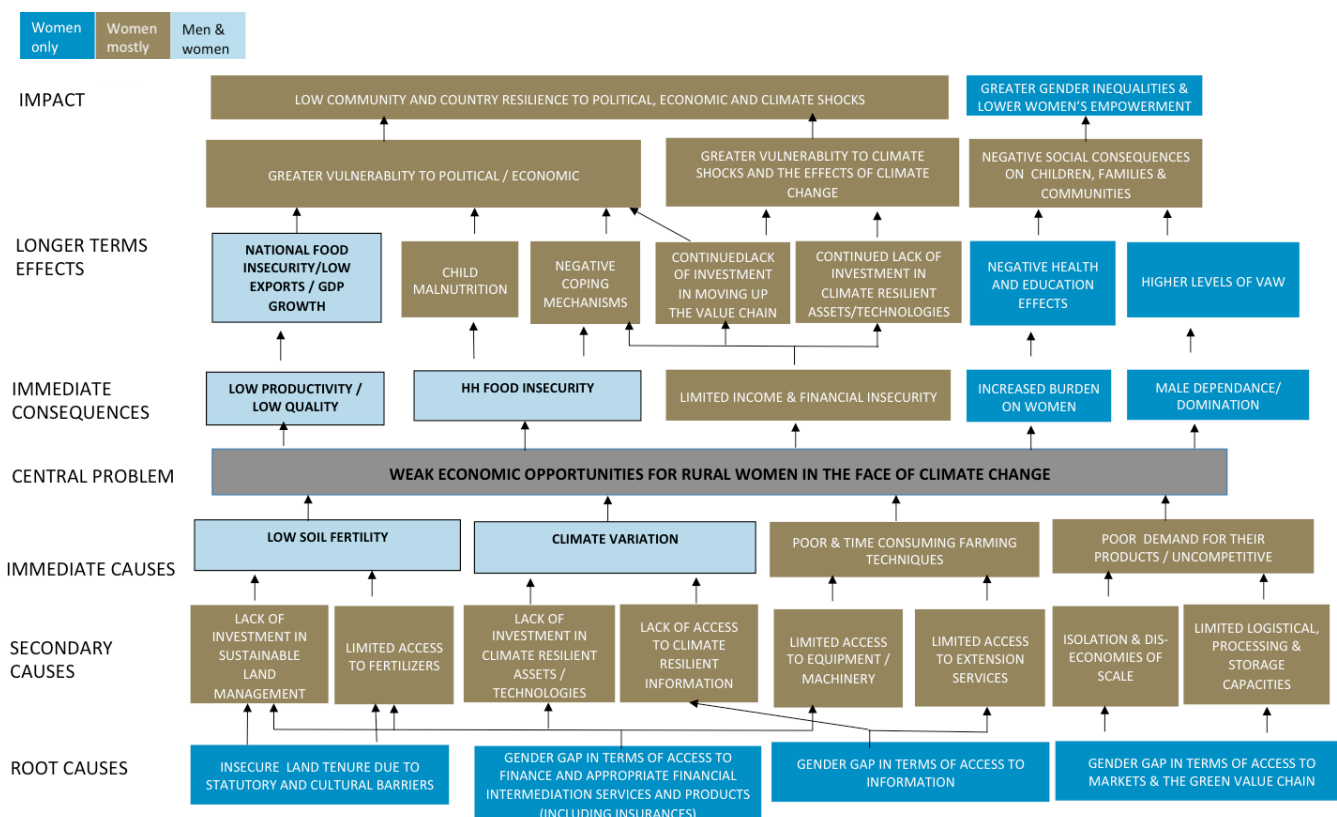 Women only
Women mostly
Men & women
IMPACT
LOW COMMUNITY AND COUNTRY RESILIENCE TO POLITICAL, ECONOMIC AND CLIMATE SHOCKS
GREATER GENDER INEQUALITIES &
LOWER WOMEN'S EMPOWERMENT
GREATER VULNERABLITY TO POLITICAL / ECONOMIC
GREATER VULNERABLITY TO CLIMATE
SHOCKS AND THE EFFECTS OF CLIMATE
CHANGE
NEGATIVE SOCIAL CONSEQUENCES
ON CHILDREN, FAMILIES &
COMMUNITIES
LONGER TERMS
EFFECTS
NATIONAL FOOD
INSECURITY/LOW
EXPORTS / GDP
GROWTH
CHILD
MALNUTRITION
NEGATIVE
COPING
MECHANISMS
CONTINUEDLACK
OF INVESTMENT
IN MOVING UP
THE VALUE CHAIN
CONTINUED LACK OF
INVESTMENT IN
CLIMATE RESILIENT
ASSETS/TECHNOLOGIES
NEGATIVE HEALTH
AND EDUCATION
EFFECTS
HIGHER LEVELS OF VAW
IMMEDIATE
CONSEQUENCES
LOW PRODUCTIVITY /
LOW QUALITY
HH FOOD INSECURITY
LIMITED INCOME & FINANCIAL INSECURITY
INCREASED BURDEN
ON WOMEN
MALE DEPENDANCE/
DOMINATION
CENTRAL PROBLEM
WEAK ECONOMIC OPPORTUNITIES FOR RURAL WOMEN IN THE FACE OF CLIMATE CHANGE
IMMEDIATE CAUSES
LOW SOIL FERTILITY
CLIMATE VARIATION
POOR & TIME CONSUMING FARMING
TECHNIQUES
POOR DEMAND FOR THEIR
PRODUCTS / UNCOMPETITIVE
SECONDARY
CAUSES
LACK OF
INVESTMENT IN
SUSTAINABLE
LAND
MANAGEMENT
LIMITED ACCESS
TO FERTILIZERS
LACK OF
INVESTMENT IN
CLIMATE RESILIENT
ASSETS /
TECHNOLOGIES
LACK OF ACCESS
TO CLIMATE
RESILIENT
INFORMATION
LIMITED ACCESS
TO EQUIPMENT /
MACHINERY
LIMITED ACCESS
TO EXTENSION
SERVICES
ISOLATION & DIS-
ECONOMIES OF
SCALE
LIMITED LOGISTICAL,
PROCESSING &
STORAGE
CAPACITIES
ROOT CAUSES
INSECURE LAND TENURE DUE TO
STATUTORY AND CULTURAL BARRIERS
GENDER GAP IN TERMS OF ACCESS TO
FINANCE AND APPROPRIATE FINANCIAL
INTERMEDIATION SERVICES AND PRODUCTS
(INCLUDING INSURANCES)
GENDER GAP IN TERMS OF ACCESS TO
INFORMATION
GENDER GAP IN TERMS OF ACCESS TO
MARKETS & THE GREEN VALUE CHAIN